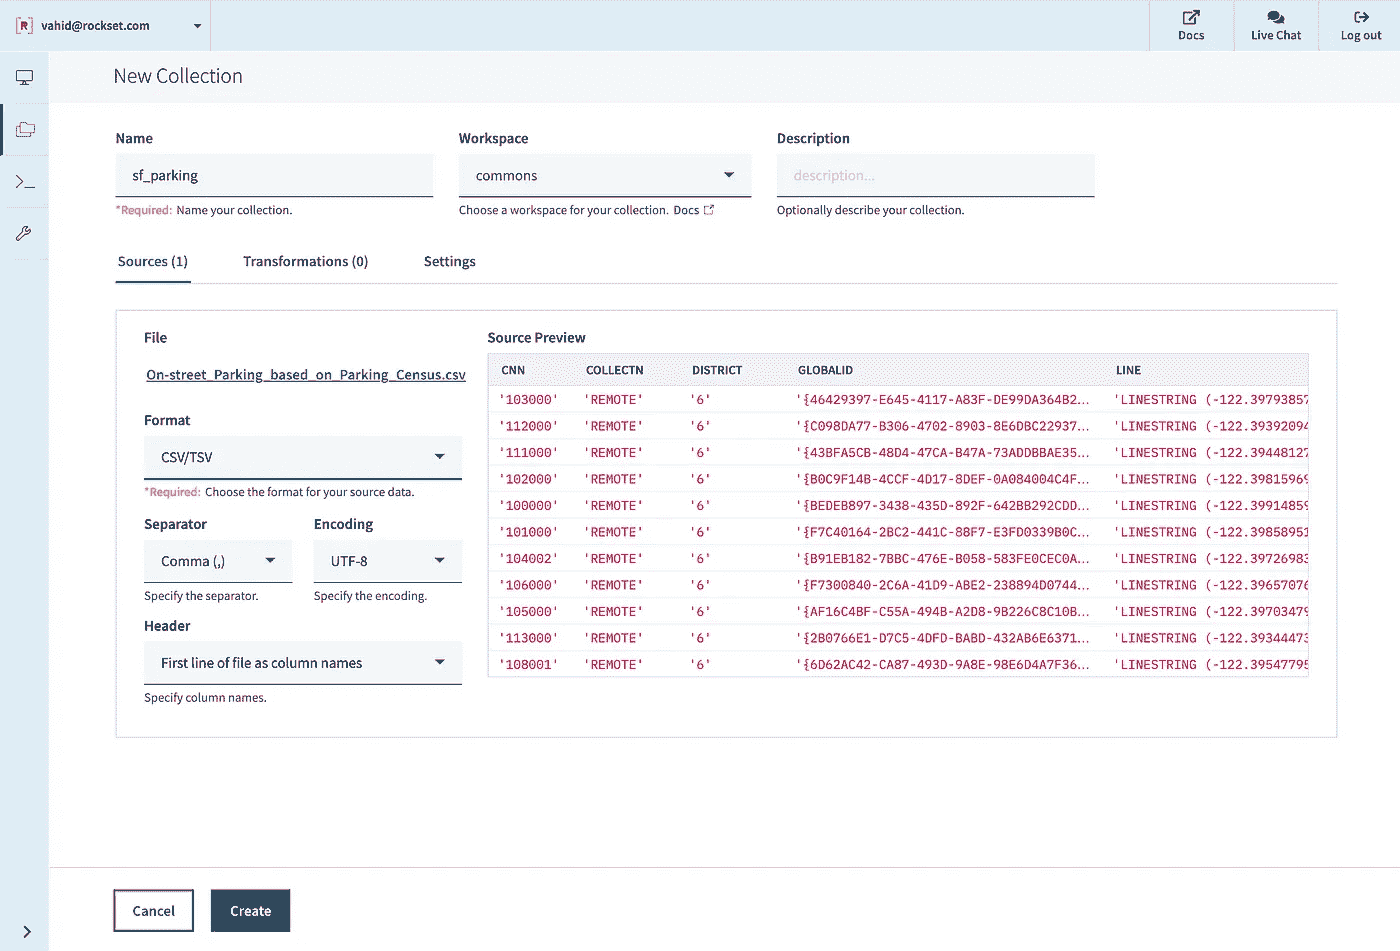 [R] vahid@rockset.com
Docs
Live Chat
Log out
New Collection
Name
Workspace
Description
sf_parking
commons
description...
*Required: Name your collection.
Choose a workspace for your collection. Docs
Optionally describe your collection.
Sources (1)
Transformations (0)
Settings
File
On-street_Parking_based_on_Parking_Census.csv
Format
CSV/TSV
*Required: Choose the format for your source data.
Separator
Encoding
Comma (,)
UTF-8
Specify the separator.
Specify the encoding.
Header
First line of file as column names
Specify column names.
Source Preview
CNN COLLECTN DISTRICT GLOBALID LINE
'103000' 'REMOTE' '6' '{46429397-E645-4117-A83F-DE99DA364B2... 'LINESTRING (-122.39793857
'112000' 'REMOTE' '6' '{C098DA77-B306-4702-8903-8E6DBC22937... 'LINESTRING (-122.39392094
'111000' 'REMOTE' '6' '{43BFA5CB-48D4-47CA-B47A-73ADDBBAE35... 'LINESTRING (-122.39448127
'102000' 'REMOTE' '6' '{B0C9F14B-4CCF-4D17-8DEF-0A084004C4F... 'LINESTRING (-122.39815969
'100000' 'REMOTE' '6' '{BEDEB897-3438-435D-892F-642BB292CDD... 'LINESTRING (-122.39914859
'101000' 'REMOTE' '6' '{F7C40164-2BC2-441C-88F7-E3FD0339B0C... 'LINESTRING (-122.39858951
'104002' 'REMOTE' '6' '{B91EB182-7BBC-476E-B058-583FE0CEC0A... 'LINESTRING (-122.39726983
'106000' 'REMOTE' '6' '{F7300840-2C6A-41D9-ABE2-238894D0744... 'LINESTRING (-122.39657076
'105000' 'REMOTE' '6' '{AF16C4BF-C55A-494B-A2D8-9B226C8C10B... 'LINESTRING (-122.39703479
'113000' 'REMOTE' '6' '{2B0766E1-D7C5-4DFD-BABD-432AB6E6371... 'LINESTRING (-122.39344473
'108001' 'REMOTE' '6' '{6D62AC42-CA87-493D-9A8E-98E6D4A7F36... 'LINESTRING (-122.39547795
Cancel
Create